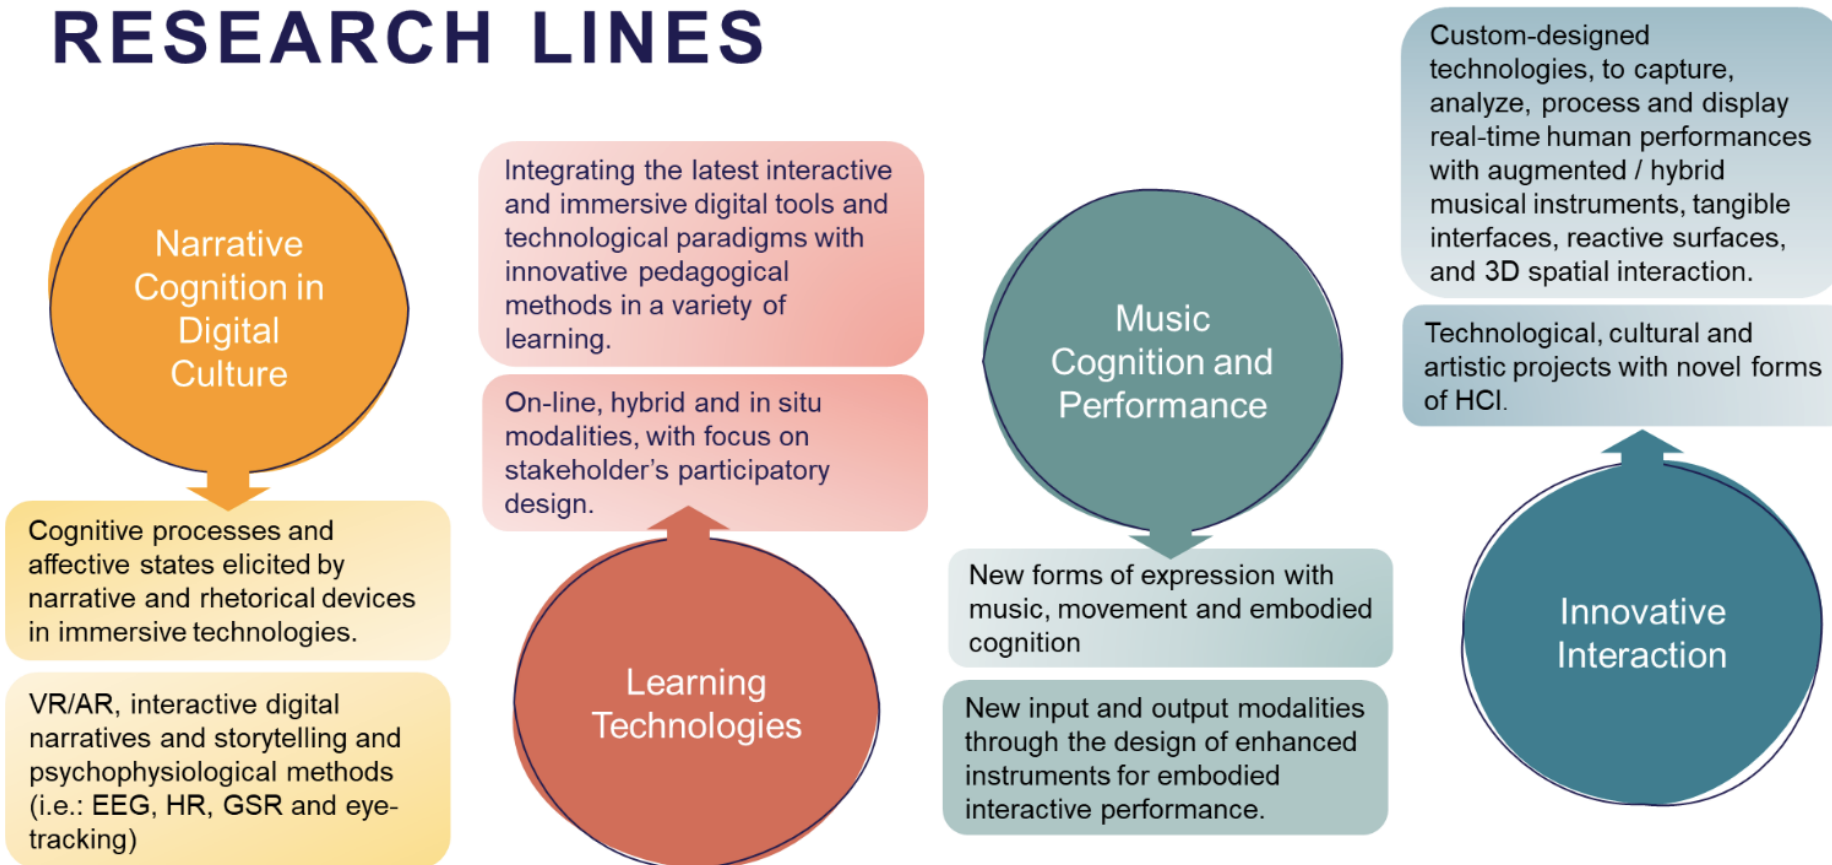 RESEARCH LINES
Narrative
Cognition in
Digital
Culture
Cognitive processes and
affective states elicited by
narrative and rhetorical devices
in immersive technologies.
VR/AR, interactive digital
narratives and storytelling and
psychophysiological methods
(i.e.: EEG, HR, GSR and eye-
tracking)
Integrating the latest interactive
and immersive digital tools and
technological paradigms with
innovative pedagogical
methods in a variety of
learning.
On-line, hybrid and in situ
modalities, with focus on
stakeholder’s participatory
design.
Learning
Technologies
Music
Cognition and
Performance
New forms of expression with
music, movement and embodied
cognition
New input and output modalities
through the design of enhanced
instruments for embodied
interactive performance.
Custom-designed
technologies, to capture,
analyze, process and display
real-time human performances
with augmented / hybrid
musical instruments, tangible
interfaces, reactive surfaces,
and 3D spatial interaction.
Technological, cultural and
artistic projects with novel forms
of HCI.
Innovative
Interaction